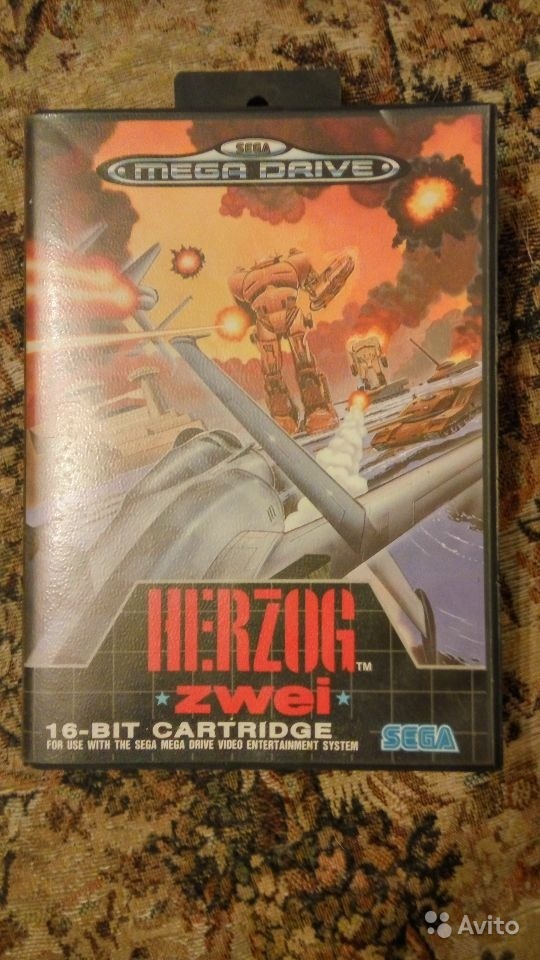 SEGA
MEGA DRIVE
HERZOG TM
zwei
16-BIT CARTRIDGE
FOR USE WITH THE SEGA MEGA DRIVE VIDEO ENTERTAINMENT SYSTEM
SEGA
Avito